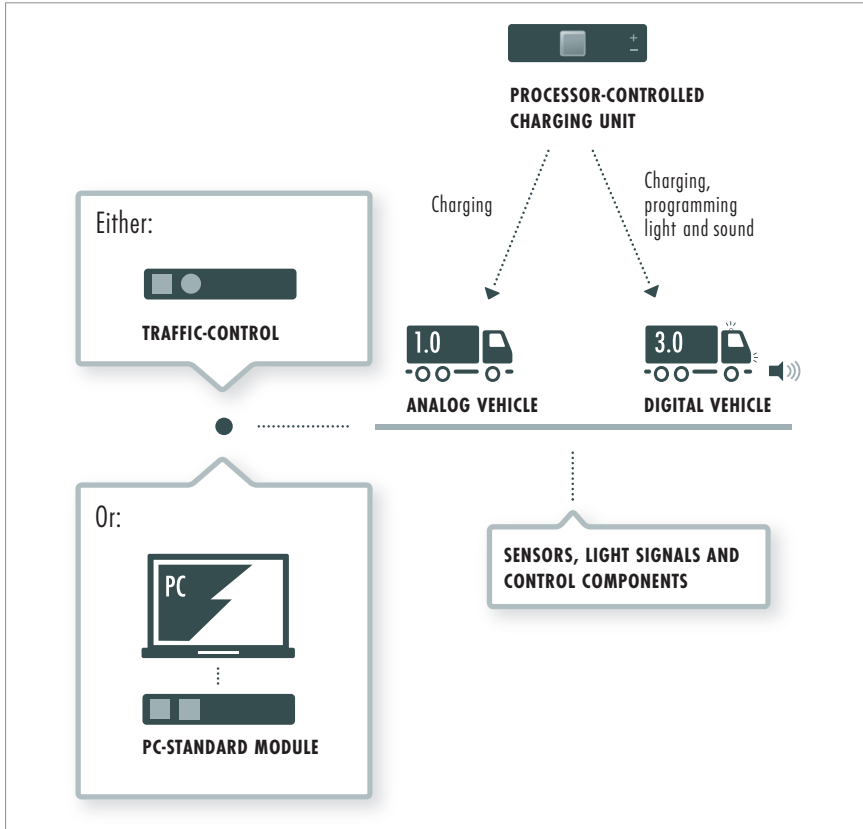 +
−
PROCESSOR-CONTROLLED
CHARGING UNIT
Charging
Charging,
programming
light and sound
Either:
TRAFFIC-CONTROL
1.0
3.0
ANALOG VEHICLE
DIGITAL VEHICLE
Or:
PC
PC-STANDARD MODULE
SENSORS, LIGHT SIGNALS AND
CONTROL COMPONENTS